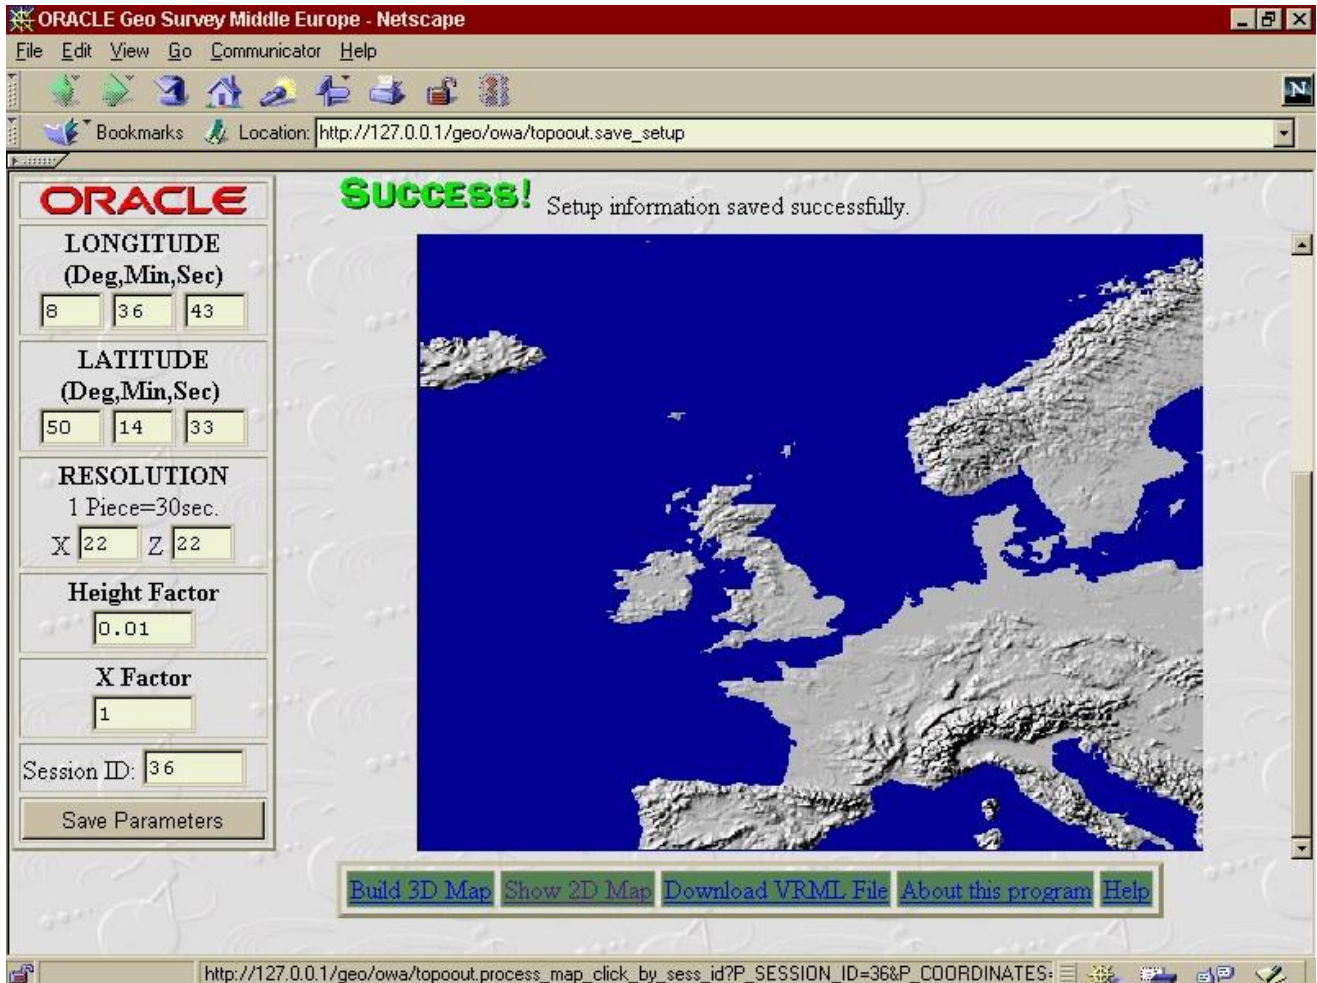 ORACLE Geo Survey Middle Europe - Netscape
File Edit View Go Communicator Help
N
Bookmarks Location: http://127.0.0.1/geo/owa/topoout.save_setup
ORACLE
LONGITUDE
(Deg,Min,Sec)
8 36 43
LATITUDE
(Deg,Min,Sec)
50 14 33
RESOLUTION
1 Piece=30sec.
X 22 Z 22
Height Factor
0.01
X Factor
1
Session ID: 36
Save Parameters
SUCCESS! Setup information saved successfully.
Build 3D Map Show 2D Map Download VRML File About this program Help
http://127.0.0.1/geo/owa/topoout.process_map_click_by_sess_id?P_SESSION_ID=36&P_COORDINATES=